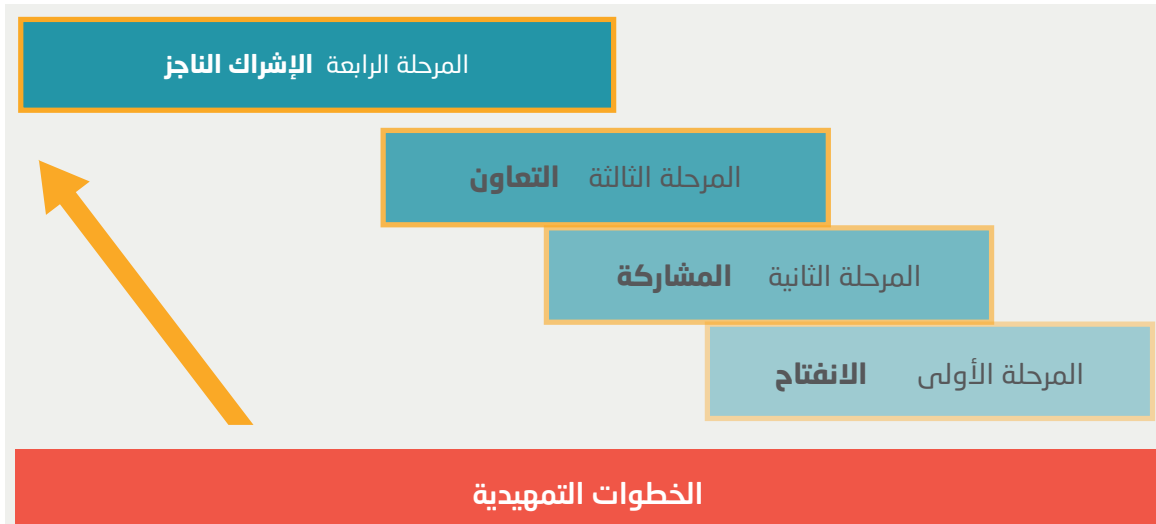 المرحلة الرابعة الإشراك الناجز
المرحلة الثالثة التعاون
المرحلة الثانية المشاركة
المرحلة الأولى الانفتاح
الخطوات التمهيدية